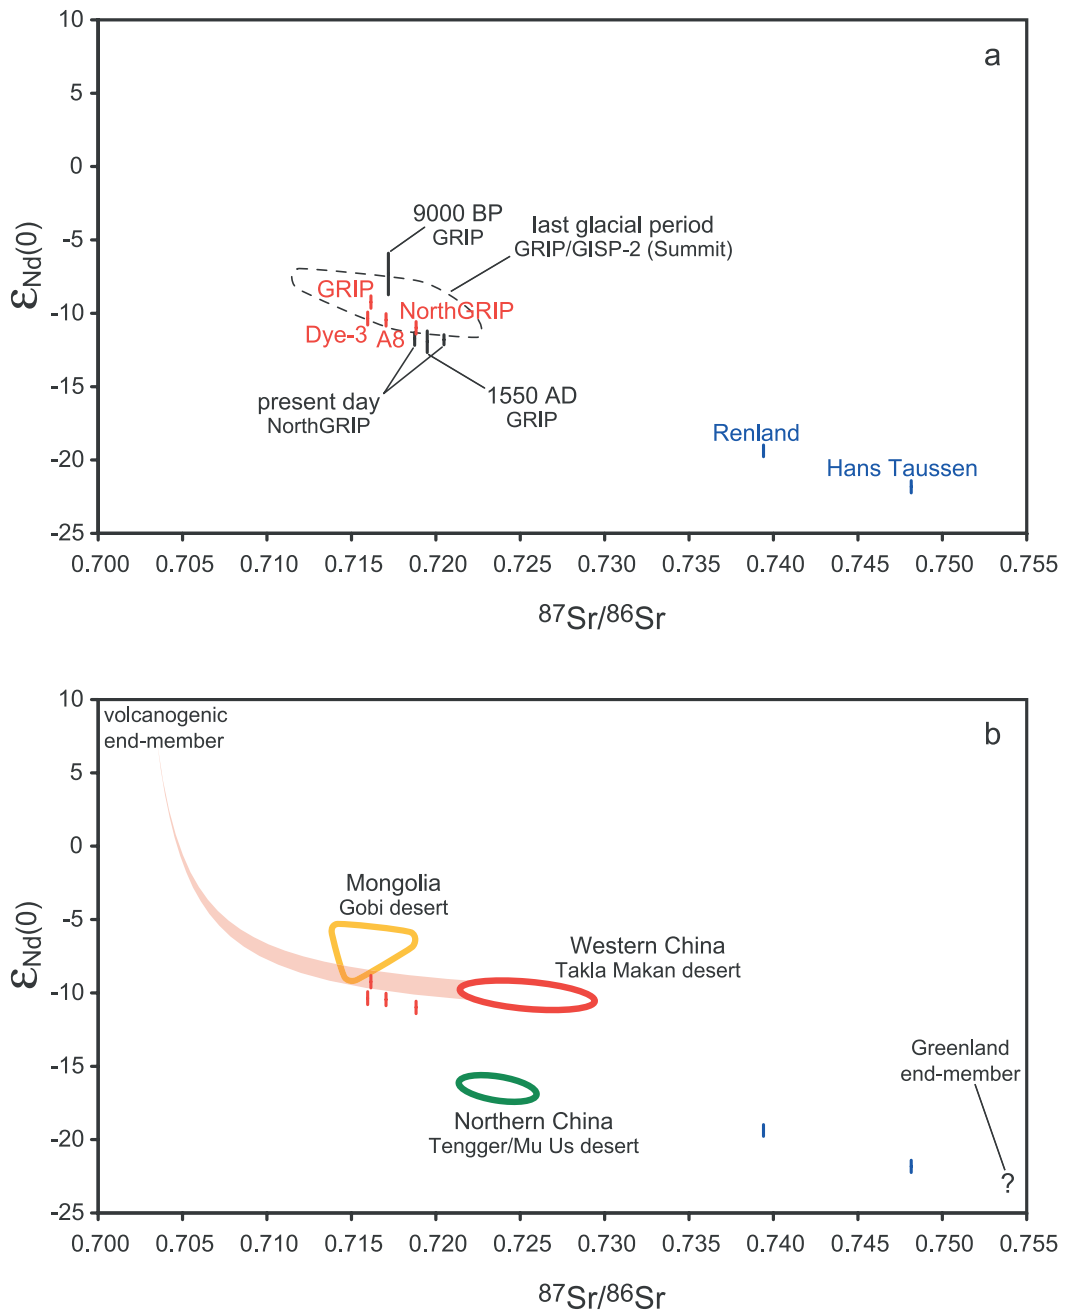 10
a
5
0
-5
-10
-15
-20
-25
εNd(0)
9000 BP
GRIP
last glacial period
GRIP/GISP-2 (Summit)
GRIP
NorthGRIP
Dye-3
A8
present day
NorthGRIP
1550 AD
GRIP
Renland
Hans Taussen
0.700 0.705 0.710 0.715 0.720 0.725 0.730 0.735 0.740 0.745 0.750 0.755
87Sr/86Sr
10
b
5
0
-5
-10
-15
-20
-25
εNd(0)
volcanogenic
end-member
Mongolia
Gobi desert
Western China
Takla Makan desert
Greenland
end-member
Northern China
Tengger/Mu Us desert
?
0.700 0.705 0.710 0.715 0.720 0.725 0.730 0.735 0.740 0.745 0.750 0.755
87Sr/86Sr